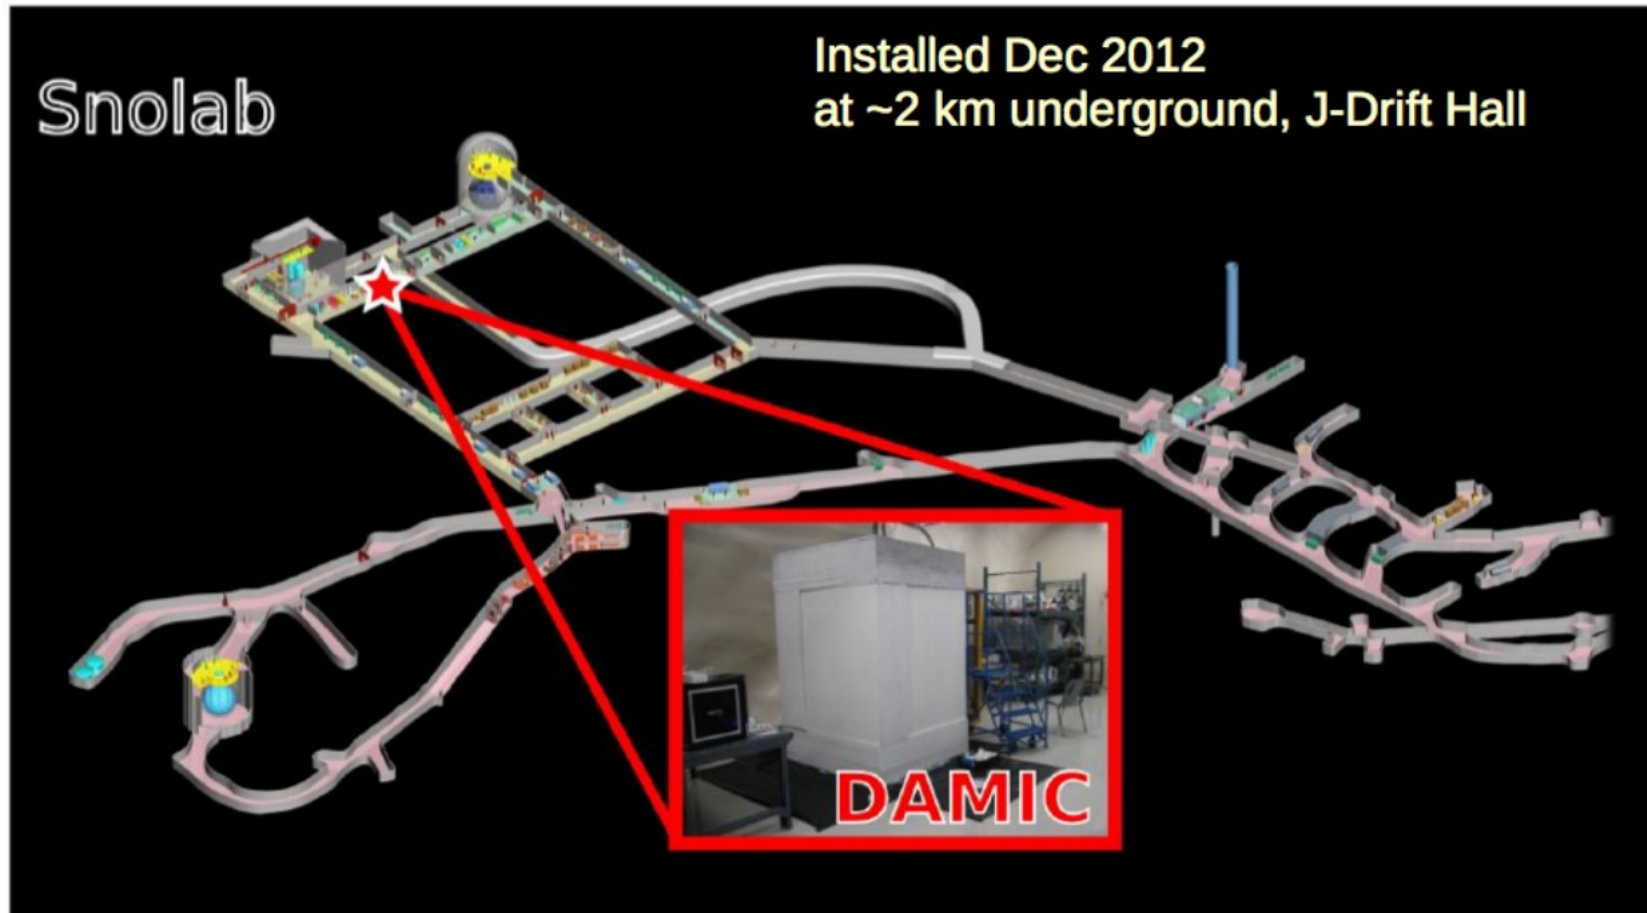 Snolab
Installed Dec 2012
at ~2 km underground, J-Drift Hall
DAMIC